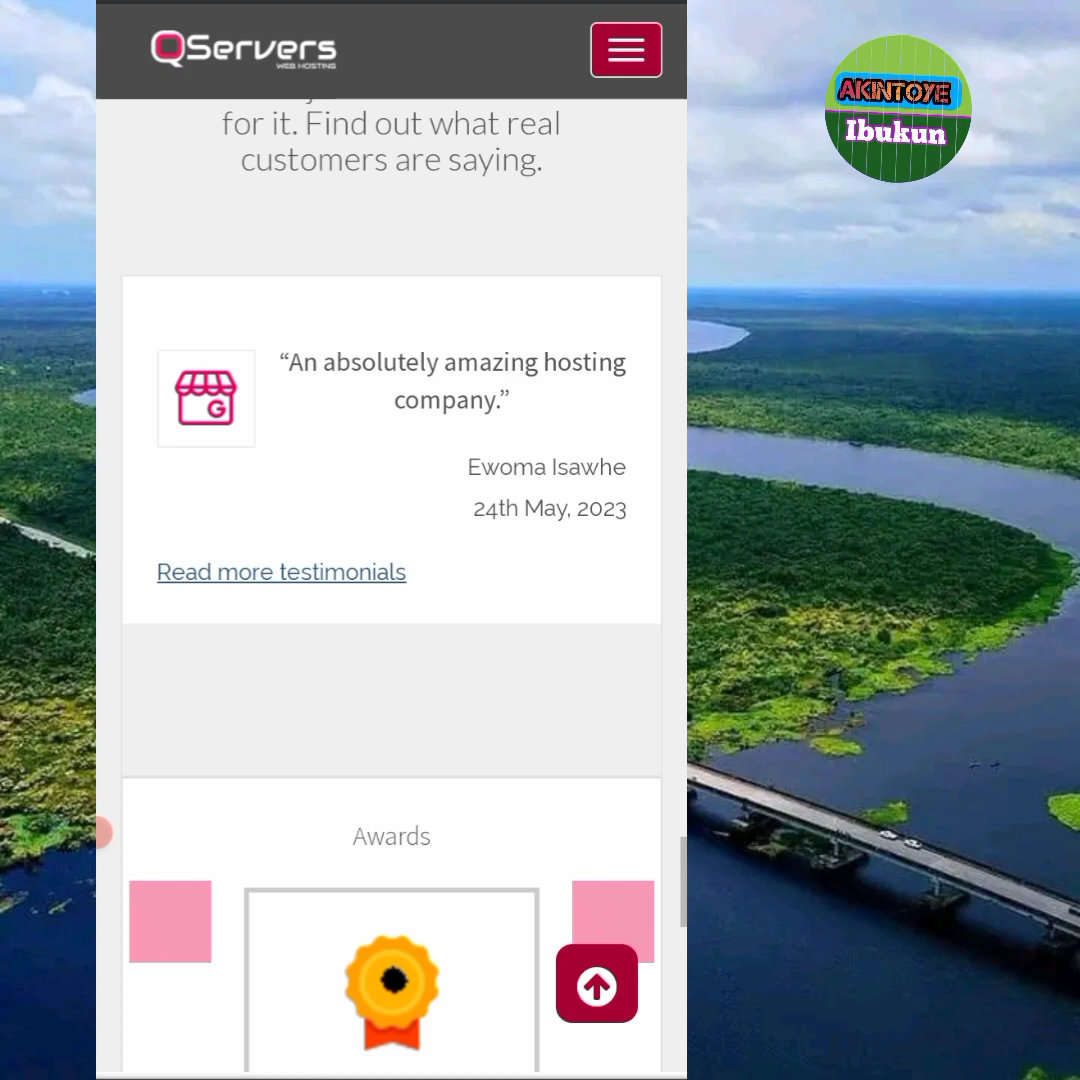 QServers
WEB HOSTING
for it. Find out what real
customers are saying.
“An absolutely amazing hosting
company.”
G
Ewoma Isawhe
24th May, 2023
Read more testimonials
Awards
AKINTOYE
Ibukun